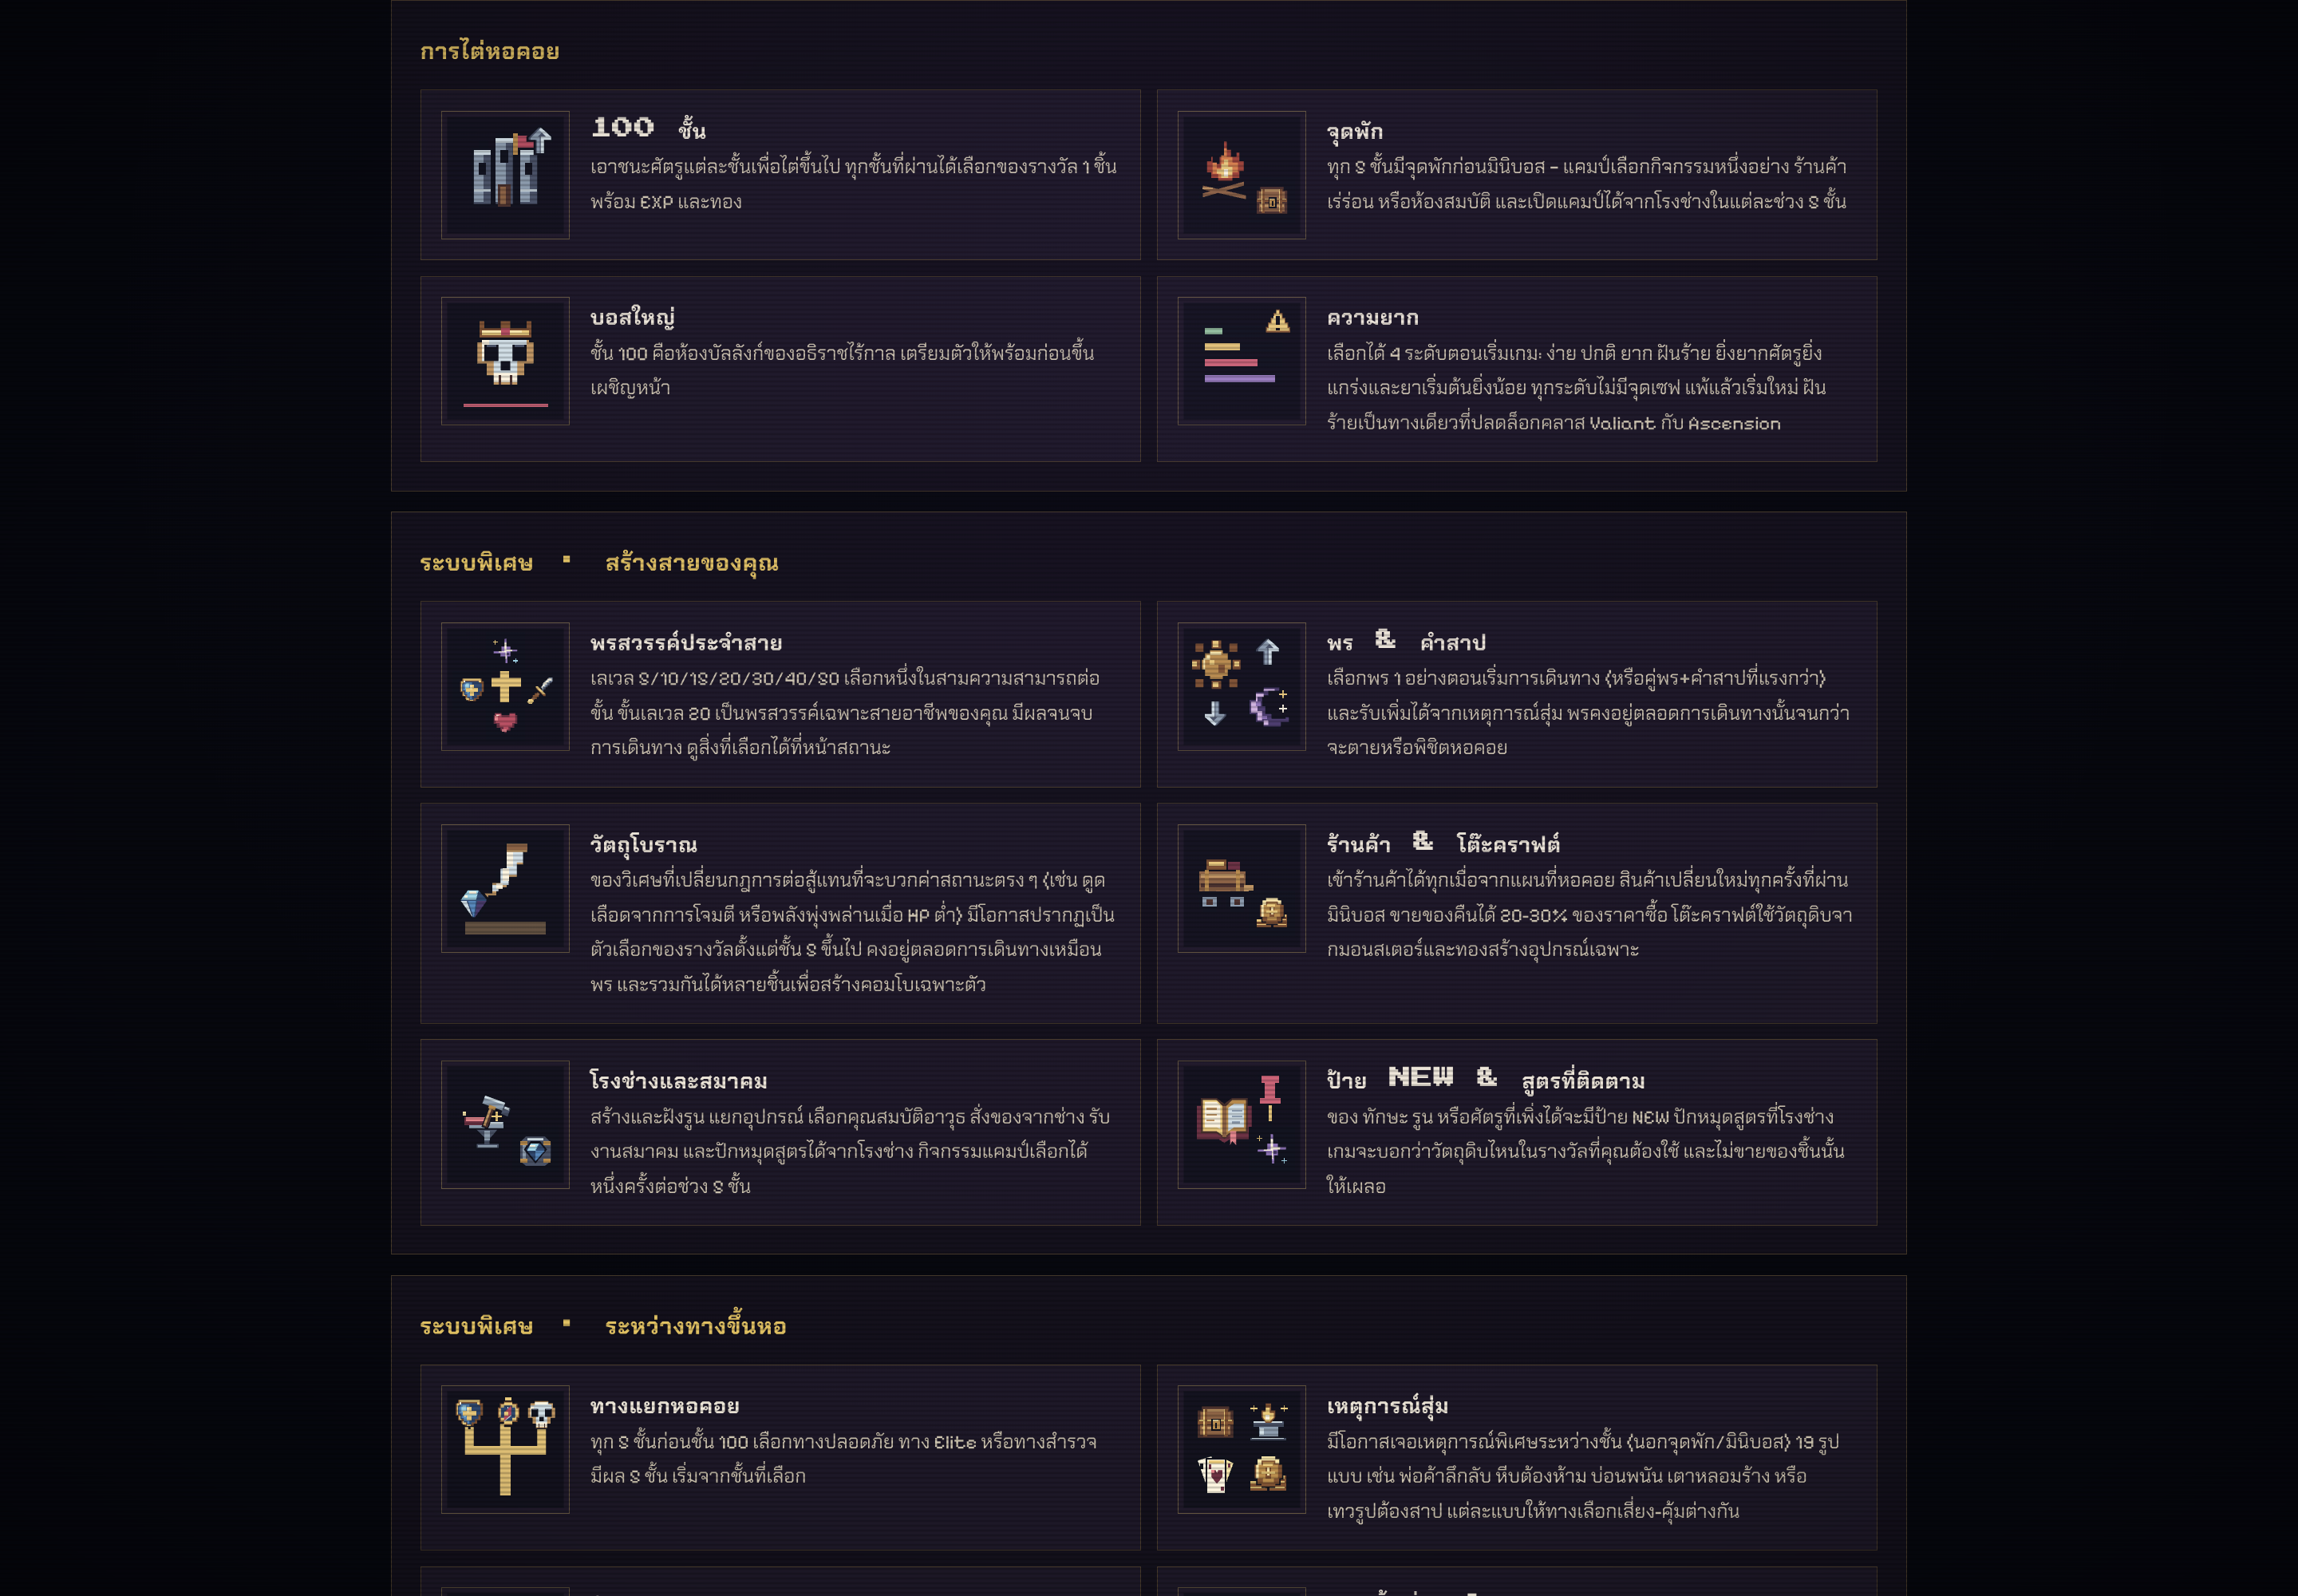 การไต่หอคอย
100 ชั้น
เอาชนะศัตรูแต่ละชั้นเพื่อไต่ขึ้นไป ทุกชั้นที่ผ่านได้เลือกของรางวัล 1 ชิ้น
พร้อม EXP และทอง
จุดพัก
ทุก 5 ชั้นมีจุดพักก่อนมินิบอส - แคมป์เลือกกิจกรรมหนึ่งอย่าง ร้านค้า
เร่ร่อน หรือห้องสมบัติ และเปิดแคมป์ได้จากโรงช่างในแต่ละช่วง 5 ชั้น
บอสใหญ่
ชั้น 100 คือห้องบัลลังก์ของอธิราชไร้กาล เตรียมตัวให้พร้อมก่อนขึ้น
เผชิญหน้า
ความยาก
เลือกได้ 4 ระดับตอนเริ่มเกม: ง่าย ปกติ ยาก ฝันร้าย ยิ่งยากศัตรูยิ่ง
แกร่งและยาเริ่มต้นยิ่งน้อย ทุกระดับไม่มีจุดเซฟ แพ้แล้วเริ่มใหม่ ฝัน
ร้ายเป็นทางเดียวที่ปลดล็อกคลาส Valiant กับ Ascension
ระบบพิเศษ · สร้างสายของคุณ
พรสวรรค์ประจำสาย
เลเวล 5/10/15/20/30/40/50 เลือกหนึ่งในสามความสามารถต่อ
ขั้น ขั้นเลเวล 20 เป็นพรสวรรค์เฉพาะสายอาชีพของคุณ มีผลจนจบ
การเดินทาง ดูสิ่งที่เลือกได้ที่หน้าสถานะ
พร & คำสาป
เลือกพร 1 อย่างตอนเริ่มการเดินทาง (หรือคู่พร+คำสาปที่แรงกว่า)
และรับเพิ่มได้จากเหตุการณ์สุ่ม พรคงอยู่ตลอดการเดินทางนั้นจนกว่า
จะตายหรือพิชิตหอคอย
วัตถุโบราณ
ของวิเศษที่เปลี่ยนกฎการต่อสู้แทนที่จะบวกค่าสถานะตรง ๆ (เช่น ดูด
เลือดจากการโจมตี หรือพลังพุ่งพล่านเมื่อ HP ต่ำ) มีโอกาสปรากฏเป็น
ตัวเลือกของรางวัลตั้งแต่ชั้น 5 ขึ้นไป คงอยู่ตลอดการเดินทางเหมือน
พร และรวมกันได้หลายชิ้นเพื่อสร้างคอมโบเฉพาะตัว
ร้านค้า & โต๊ะคราฟต์
เข้าร้านค้าได้ทุกเมื่อจากแผนที่หอคอย สินค้าเปลี่ยนใหม่ทุกครั้งที่ผ่าน
มินิบอส ขายของคืนได้ 20-30% ของราคาซื้อ โต๊ะคราฟต์ใช้วัตถุดิบจา
กมอนสเตอร์และทองสร้างอุปกรณ์เฉพาะ
โรงช่างและสมาคม
สร้างและฝังรูน แยกอุปกรณ์ เลือกคุณสมบัติอาวุธ สั่งของจากช่าง รับ
งานสมาคม และปักหมุดสูตรได้จากโรงช่าง กิจกรรมแคมป์เลือกได้
หนึ่งครั้งต่อช่วง 5 ชั้น
ป้าย NEW & สูตรที่ติดตาม
ของ ทักษะ รูน หรือศัตรูที่เพิ่งได้จะมีป้าย NEW ปักหมุดสูตรที่โรงช่าง
เกมจะบอกว่าวัตถุดิบไหนในรางวัลที่คุณต้องใช้ และไม่ขายของชิ้นนั้น
ให้เผลอ
ระบบพิเศษ · ระหว่างทางขึ้นหอ
ทางแยกหอคอย
ทุก 5 ชั้นก่อนชั้น 100 เลือกทางปลอดภัย ทาง Elite หรือทางสำรวจ
มีผล 5 ชั้น เริ่มจากชั้นที่เลือก
เหตุการณ์สุ่ม
มีโอกาสเจอเหตุการณ์พิเศษระหว่างชั้น (นอกจุดพัก/มินิบอส) 19 รูป
แบบ เช่น พ่อค้าลึกลับ หีบต้องห้าม บ่อนพนัน เตาหลอมร้าง หรือ
เทวรูปต้องสาป แต่ละแบบให้ทางเลือกเสี่ยง-คุ้มต่างกัน